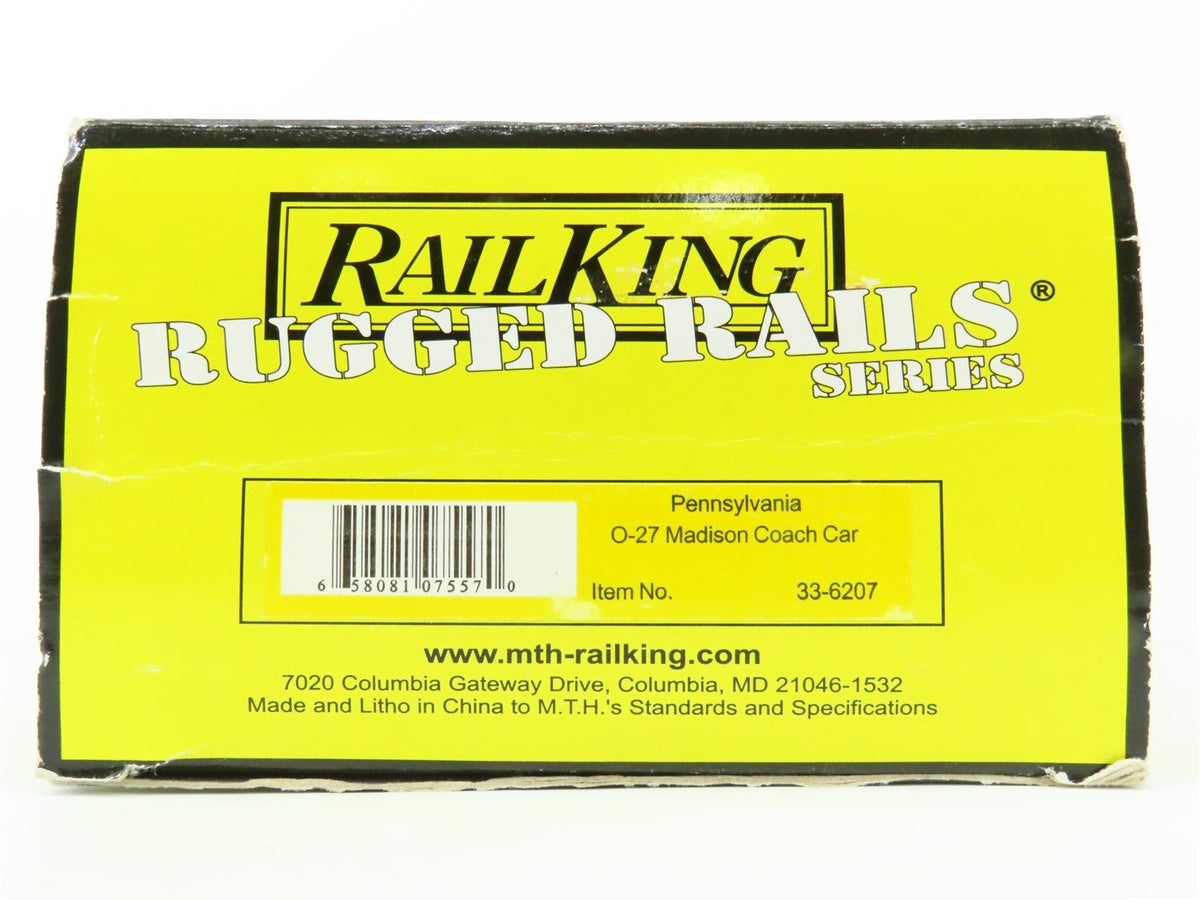 RAILKING
RUGGED RAILS ®
SERIES
Pennsylvania
O-27 Madison Coach Car
6 58081 07557 0
Item No. 33-6207
www.mth-railking.com
7020 Columbia Gateway Drive, Columbia, MD 21046-1532
Made and Litho in China to M.T.H.'s Standards and Specifications